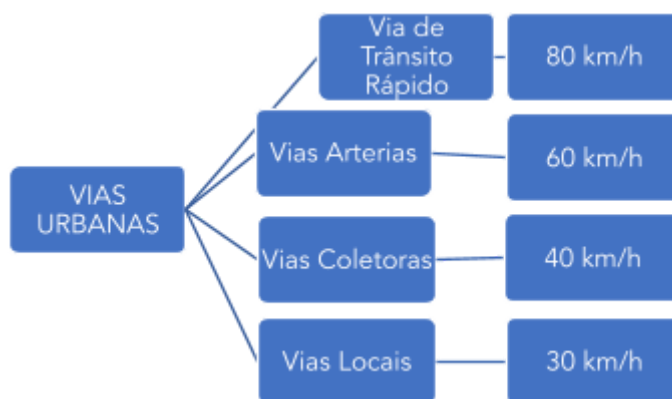 Via de
Trânsito
Rápido
80 km/h
Vias Arterias
60 km/h
VIAS
URBANAS
Vias Coletoras
40 km/h
Vias Locais
30 km/h